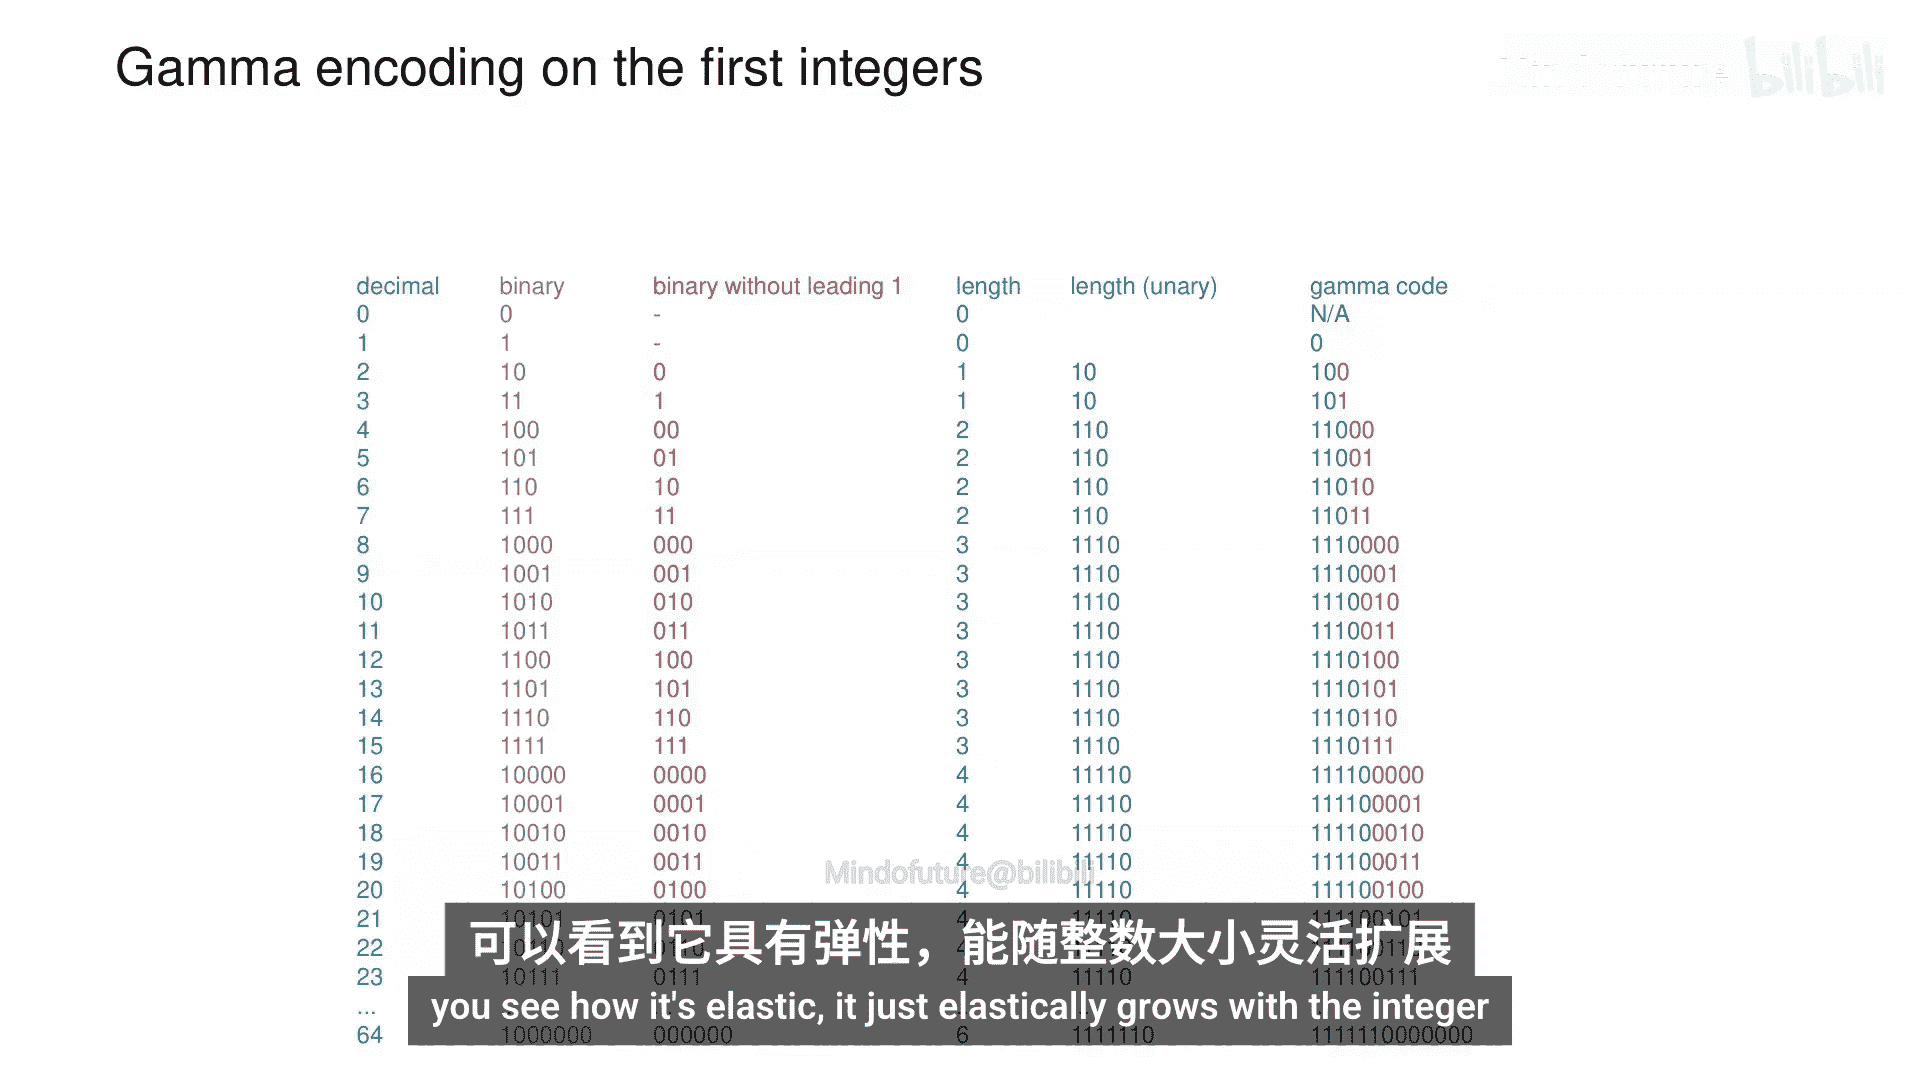 Gamma encoding on the first integers
bilibili
decimal binary binary without leading 1 length length (unary) gamma code
0 0 - 0 N/A
1 1 - 0 0
2 10 0 1 10 100
3 11 1 1 10 101
4 100 00 2 110 11000
5 101 01 2 110 11001
6 110 10 2 110 11010
7 111 11 2 110 11011
8 1000 000 3 1110 1110000
9 1001 001 3 1110 1110001
10 1010 010 3 1110 1110010
11 1011 011 3 1110 1110011
12 1100 100 3 1110 1110100
13 1101 101 3 1110 1110101
14 1110 110 3 1110 1110110
15 1111 111 3 1110 1110111
16 10000 0000 4 11110 111100000
17 10001 0001 4 11110 111100001
18 10010 0010 4 11110 111100010
19 10011 0011 4 11110 111100011
Mindofuture@bilibili
20 10100 0100 4 11110 111100100
21 10101 0101 4 11110 111100101
可以看到它具有弹性，能随整数大小灵活扩展
22
23 10111 0111 4 11110 111100111
you see how it's elastic, it just elastically grows with the integer
...
64 1000000 000000 6 1111110 1111110000000